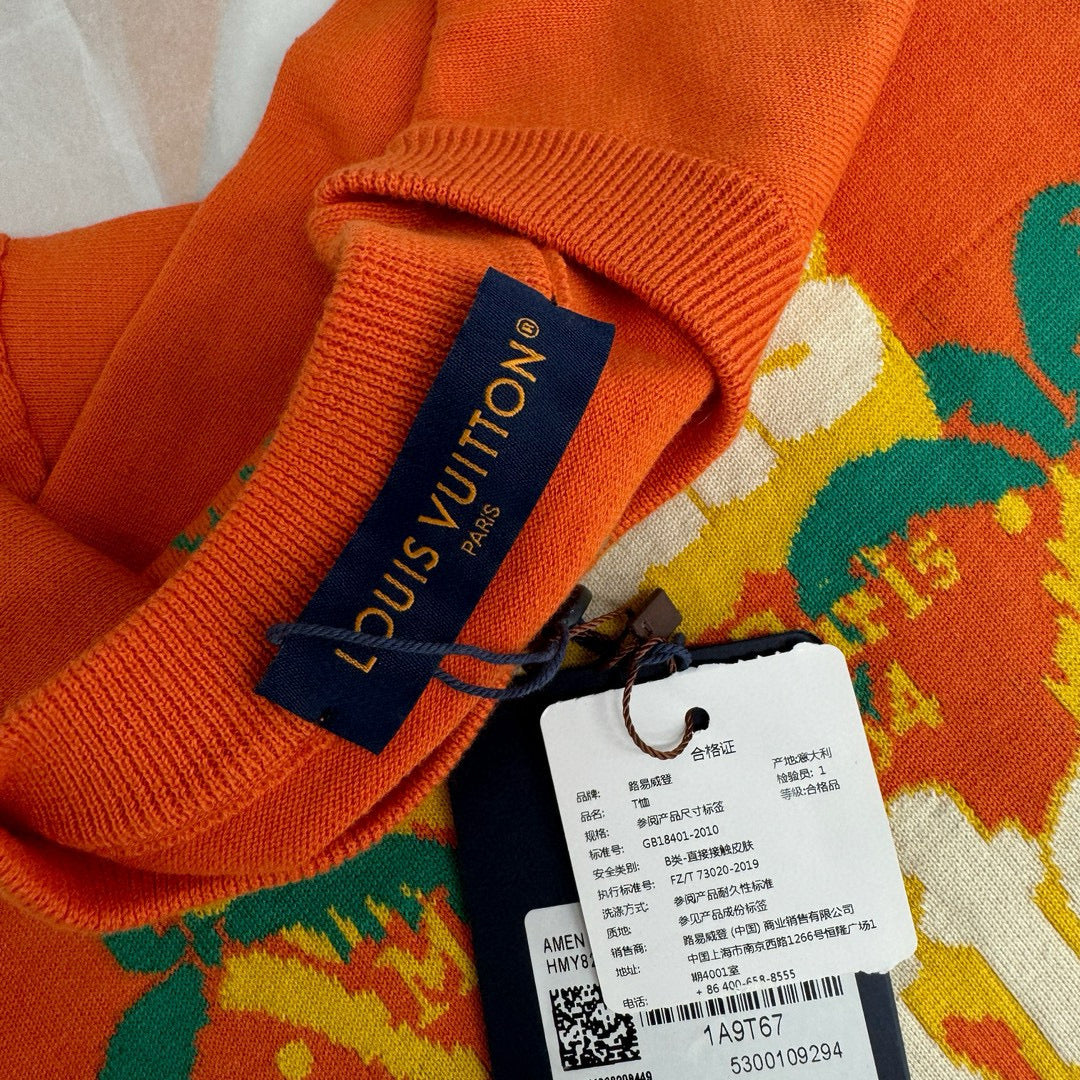 LOUIS VUITTON®
PARIS
合格证
品牌: 路易威登 产地:意大利
品名: T恤 检验员: 1
规格: 参阅产品尺寸标签 等级:合格品
标准号: GB18401-2010
安全类别: B类-直接接触皮肤
执行标准号: FZ/T 73020-2019
洗涤方式: 参阅产品耐久性标准
质地: 参见产品成份标签
销售商: 路易威登 (中国) 商业销售有限公司
地址: 中国上海市南京西路1266号恒隆广场1
期4001室
电话: + 86 400-658-8555
AMEN
HMY82
1A9T67
5300109294